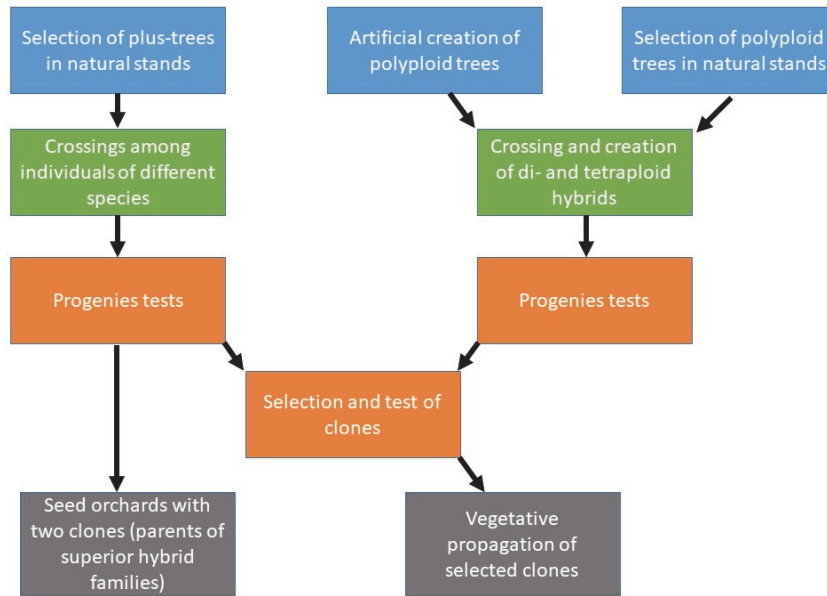 Selection of plus-trees
in natural stands
Artificial creation of
polyploid trees
Selection of polyploid
trees in natural stands
Crossings among
individuals of different
species
Crossing and creation
of di- and tetraploid
hybrids
Progenies tests
Progenies tests
Selection and test of
clones
Seed orchards with
two clones (parents of
superior hybrid
families)
Vegetative
propagation of
selected clones